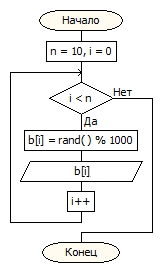 Начало
n = 10, i = 0
i < n
Нет
Да
b[i] = rand( ) % 1000
b[i]
i++
Конец